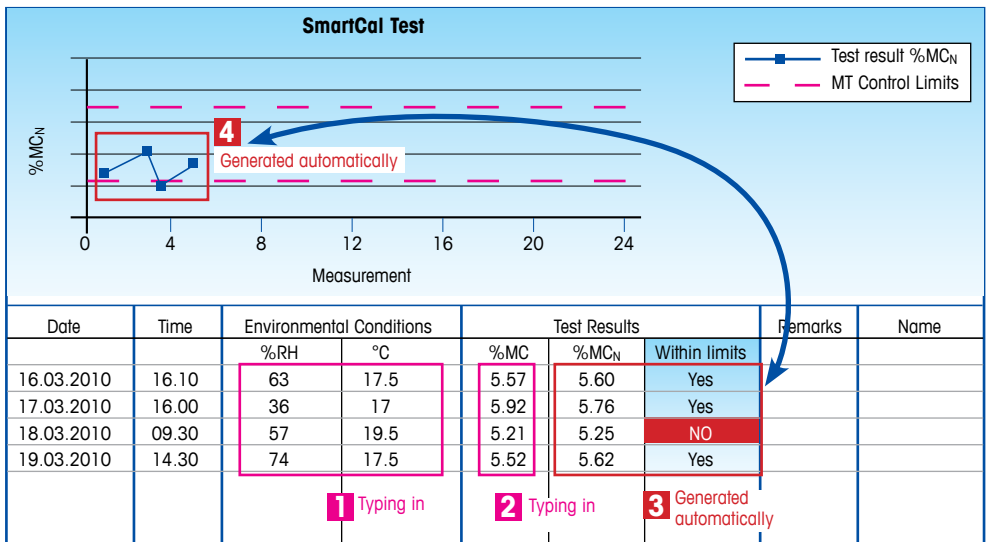 SmartCal Test
Test result %MCN
MT Control Limits
%MCN
4
Generated automatically
0 4 8 12 16 20 24
Measurement
Date Time Environmental Conditions Test Results Remarks Name
%RH °C %MC %MCN Within limits
16.03.2010 16.10 63 17.5 5.57 5.60 Yes
17.03.2010 16.00 36 17 5.92 5.76 Yes
18.03.2010 09.30 57 19.5 5.21 5.25 NO
19.03.2010 14.30 74 17.5 5.52 5.62 Yes
1 Typing in
2 Typing in
3 Generated
automatically